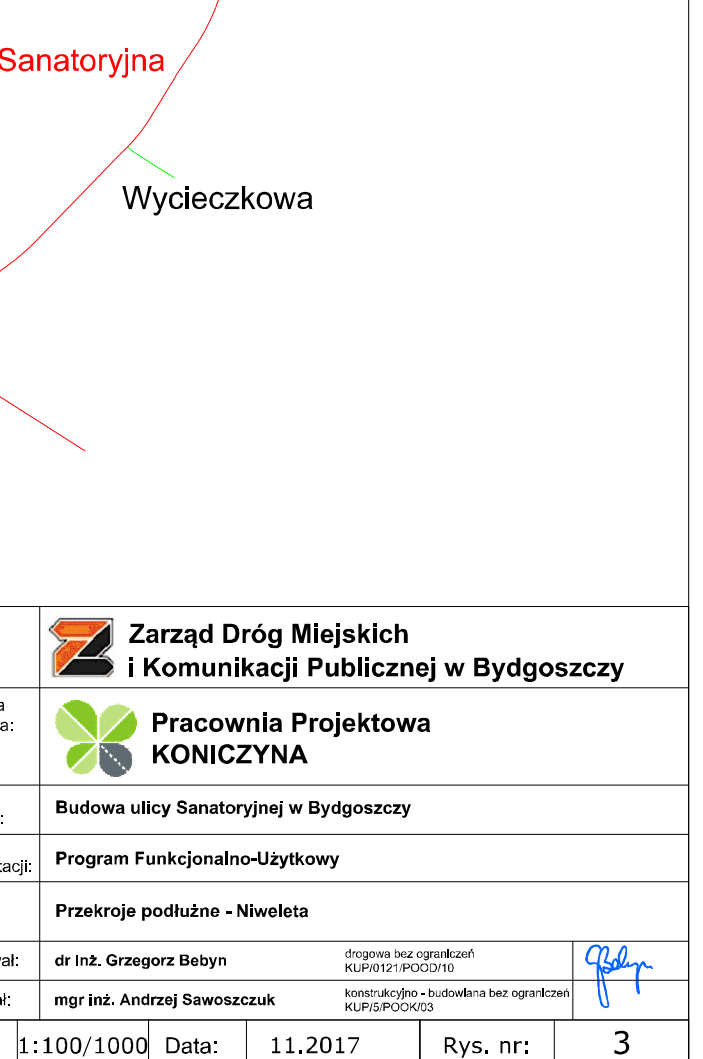 Sanatoryjna
Wycieczkowa
Zarząd Dróg Miejskich
i Komunikacji Publicznej w Bydgoszczy
a
a:
Pracownia Projektowa
KONICZYNA
:
Budowa ulicy Sanatoryjnej w Bydgoszczy
tacji:
Program Funkcjonalno-Użytkowy
Przekroje podłużne - Niweleta
wał:
dr inż. Grzegorz Bebyn
drogowa bez ograniczeń
KUP/0121/POOD/10
ł:
mgr inż. Andrzej Sawoszczuk
konstrukcyjno - budowlana bez ograniczeń
KUP/5/POOK/03
1:100/1000 Data: 11.2017 Rys. nr: 3